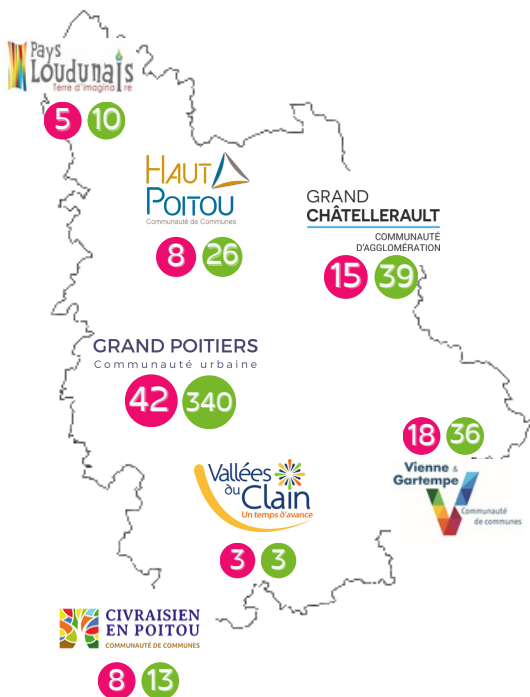 Pays
Loudunais
Terre d'imaginaire
5 10
HAUT
POITOU
Communauté de Communes
8 26
GRAND
CHÂTELLERAULT
COMMUNAUTÉ
D'AGGLOMÉRATION
15 39
GRAND POITIERS
Communauté urbaine
42 340
18 36
Vienne &
Gartempe
Communauté
de communes
Vallées
du Clain
Un temps d'avance
3 3
CIVRAISIEN
EN POITOU
COMMUNAUTÉ DE COMMUNES
8 13